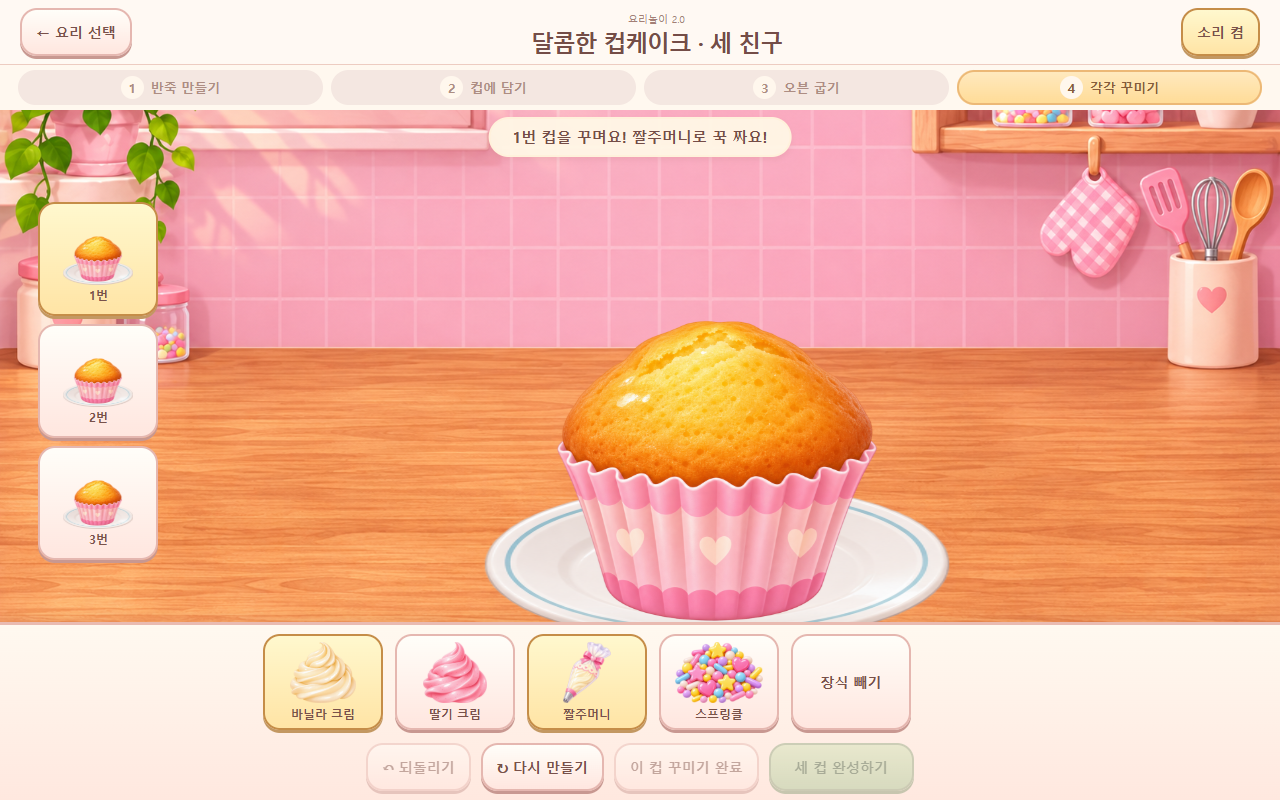 ← 요리 선택
요리놀이 2.0
달콤한 컵케이크 · 세 친구
소리 켬
1 반죽 만들기
2 컵에 담기
3 오븐 굽기
4 각각 꾸미기
1번 컵을 꾸며요! 짤주머니로 꾹 짜요!
1번
2번
3번
바닐라 크림
딸기 크림
짤주머니
스프링클
장식 빼기
↶ 되돌리기
↻ 다시 만들기
이 컵 꾸미기 완료
세 컵 완성하기